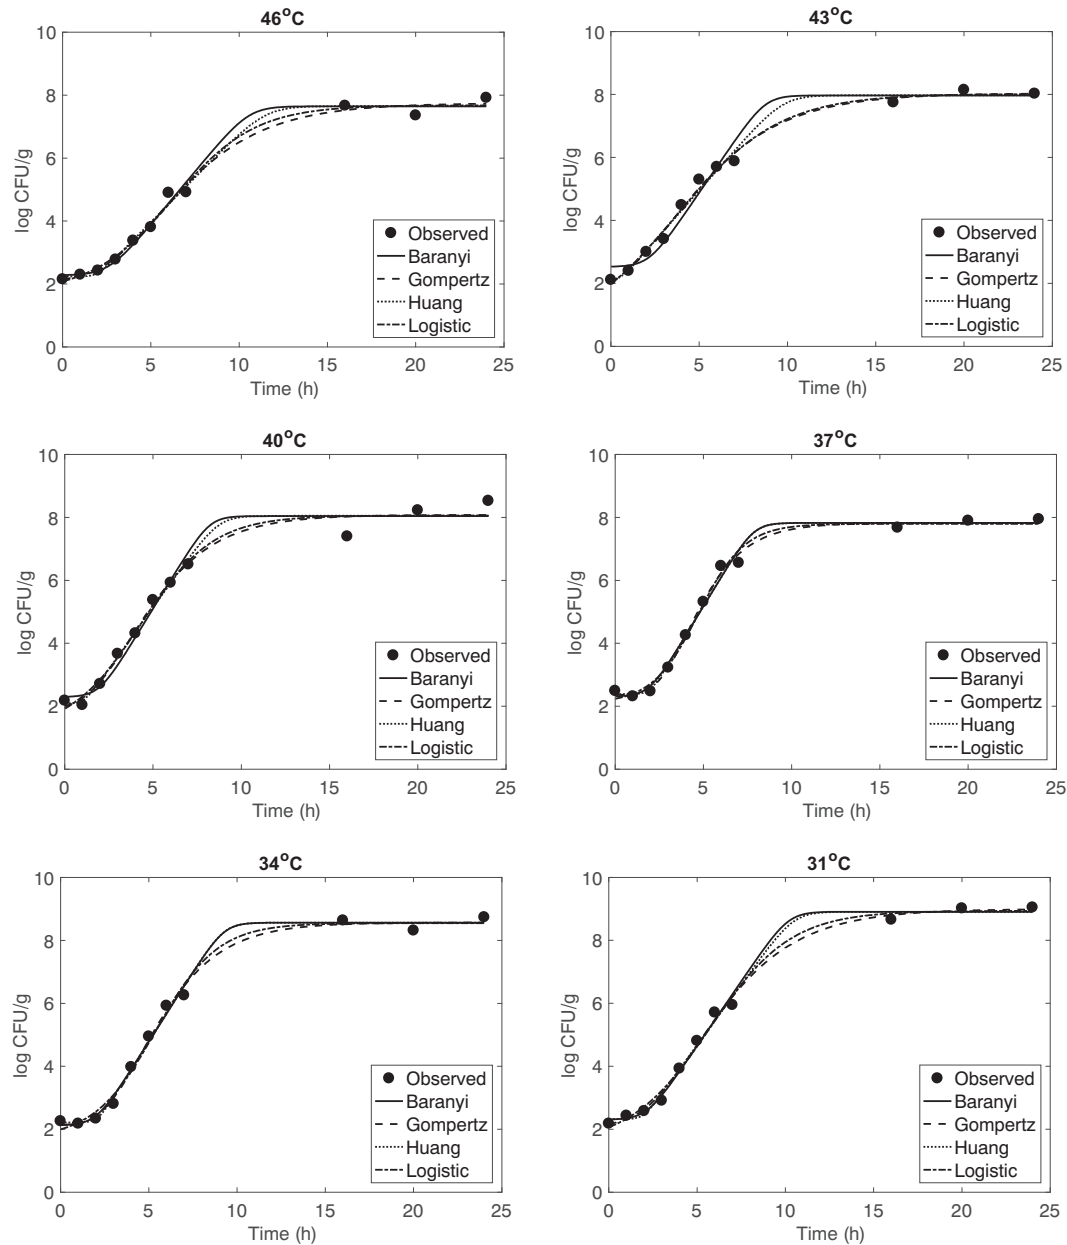 46°C
10
8
6
4
2
0
log CFU/g
Observed
Baranyi
Gompertz
Huang
Logistic
0 5 10 15 20 25
Time (h)
43°C
10
8
6
4
2
0
log CFU/g
Observed
Baranyi
Gompertz
Huang
Logistic
0 5 10 15 20 25
Time (h)
40°C
10
8
6
4
2
0
log CFU/g
Observed
Baranyi
Gompertz
Huang
Logistic
0 5 10 15 20 25
Time (h)
37°C
10
8
6
4
2
0
log CFU/g
Observed
Baranyi
Gompertz
Huang
Logistic
0 5 10 15 20 25
Time (h)
34°C
10
8
6
4
2
0
log CFU/g
Observed
Baranyi
Gompertz
Huang
Logistic
0 5 10 15 20 25
Time (h)
31°C
10
8
6
4
2
0
log CFU/g
Observed
Baranyi
Gompertz
Huang
Logistic
0 5 10 15 20 25
Time (h)